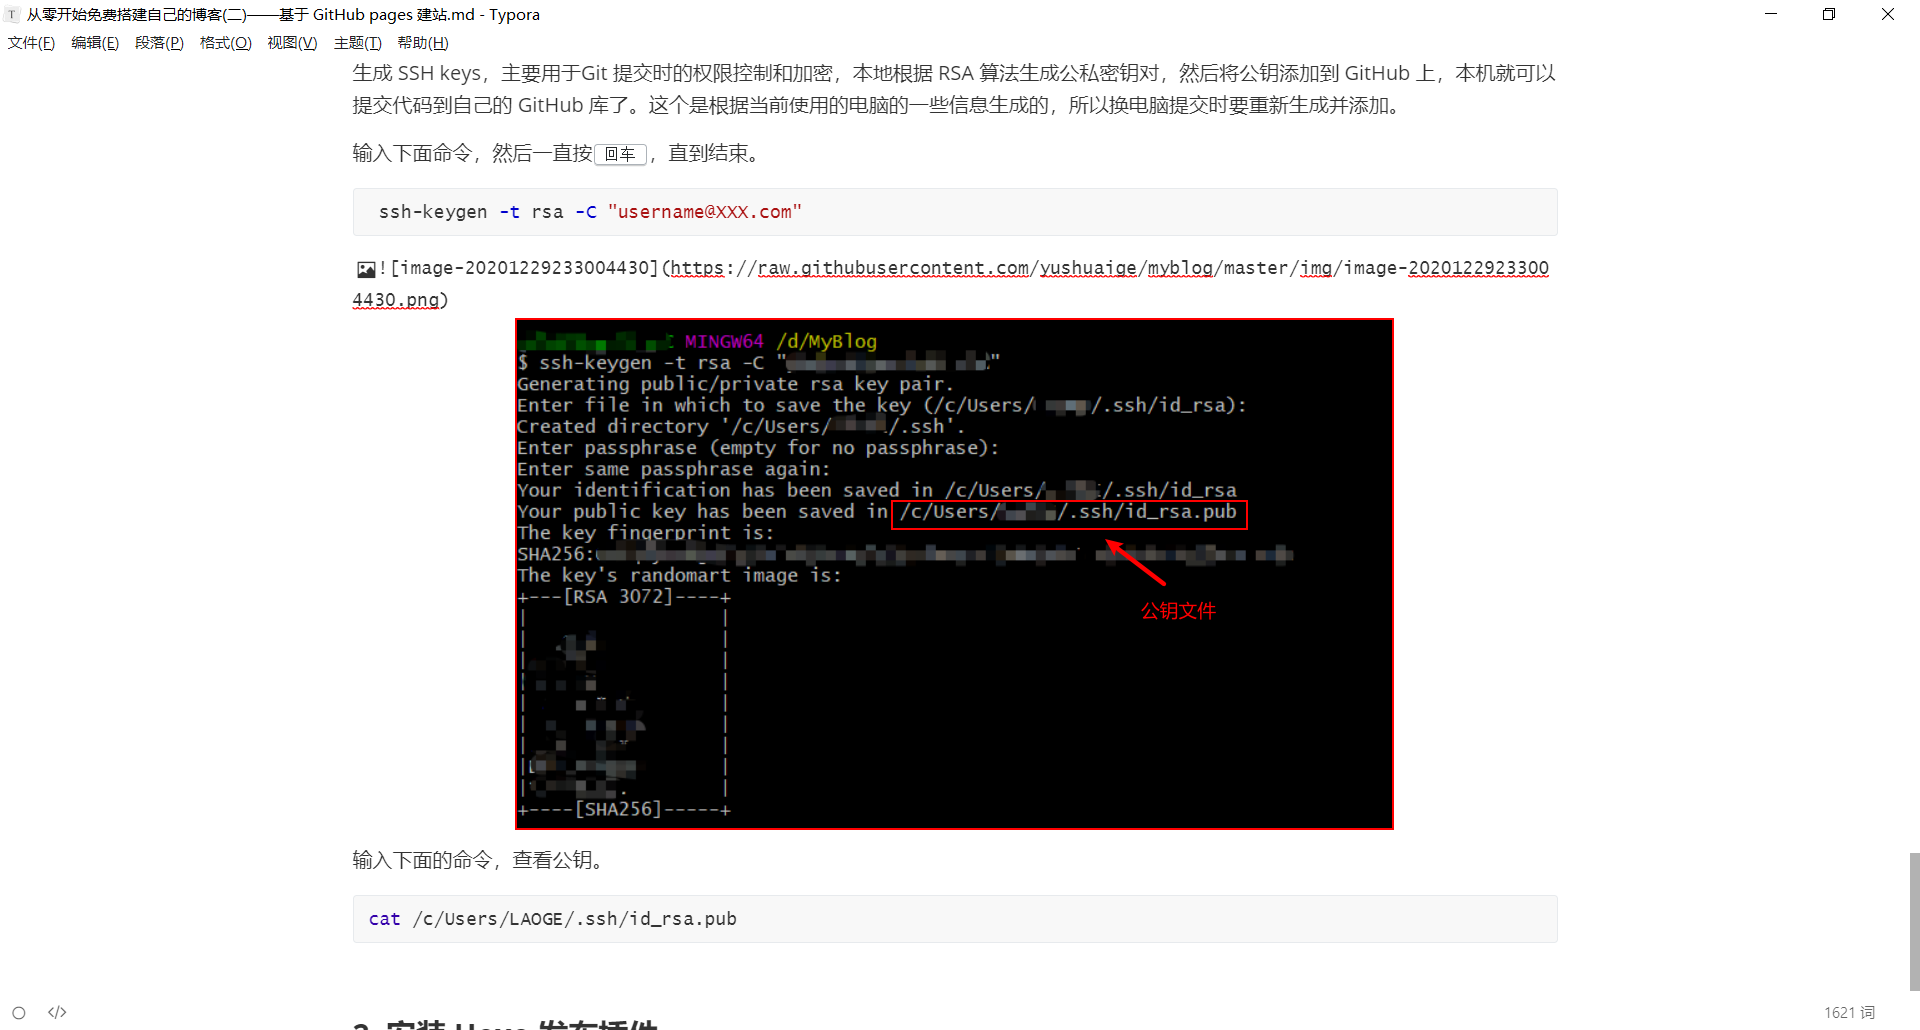 从零开始免费搭建自己的博客(二)——基于 GitHub pages 建站.md - Typora
文件(F) 编辑(E) 段落(P) 格式(O) 视图(V) 主题(T) 帮助(H)
生成 SSH keys，主要用于Git 提交时的权限控制和加密，本地根据 RSA 算法生成公私密钥对，然后将公钥添加到 GitHub 上，本机就可以
提交代码到自己的 GitHub 库了。这个是根据当前使用的电脑的一些信息生成的，所以换电脑提交时要重新生成并添加。
输入下面命令，然后一直按 回车 ，直到结束。
ssh-keygen -t rsa -C "username@XXX.com"
![image-20201229233004430](https://raw.githubusercontent.com/yushuaige/myblog/master/img/image-2020122923300
4430.png)
MINGW64 /d/MyBlog
$ ssh-keygen -t rsa -C " "
Generating public/private rsa key pair.
Enter file in which to save the key (/c/Users/ /.ssh/id_rsa):
Created directory '/c/Users/ /.ssh'.
Enter passphrase (empty for no passphrase):
Enter same passphrase again:
Your identification has been saved in /c/Users/ /.ssh/id_rsa
Your public key has been saved in /c/Users/ /.ssh/id_rsa.pub
The key fingerprint is:
SHA256:
The key's randomart image is:
+---[RSA 3072]----+
公钥文件
+----[SHA256]-----+
输入下面的命令，查看公钥。
cat /c/Users/LAOGE/.ssh/id_rsa.pub
1621 词